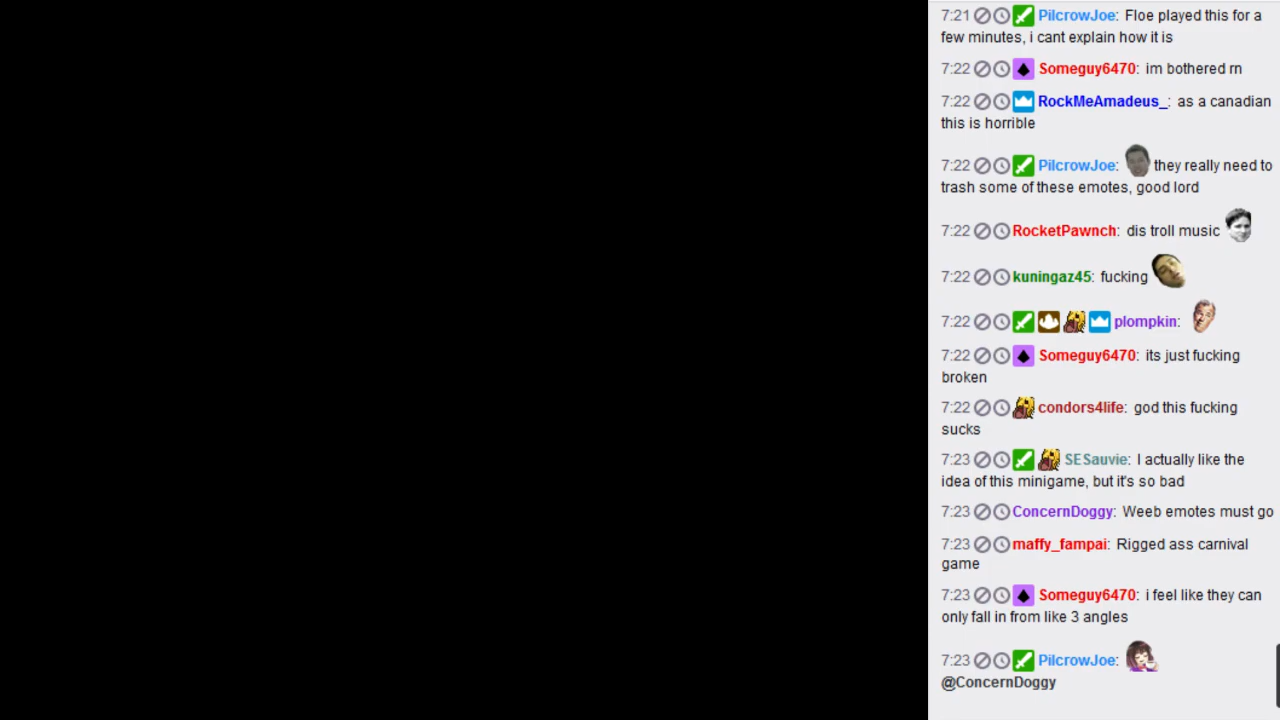 7:21 PilcrowJoe: Floe played this for a
few minutes, i cant explain how it is
7:22 Someguy6470: im bothered rn
7:22 RockMeAmadeus_: as a canadian
this is horrible
7:22 PilcrowJoe: they really need to
trash some of these emotes, good lord
7:22 RocketPawnch: dis troll music
7:22 kuningaz45: fucking
7:22 plompkin:
7:22 Someguy6470: its just fucking
broken
7:22 condors4life: god this fucking
sucks
7:23 SESauvie: I actually like the
idea of this minigame, but it's so bad
7:23 ConcernDoggy: Weeb emotes must go
7:23 maffy_fampai: Rigged ass carnival
game
7:23 Someguy6470: i feel like they can
only fall in from like 3 angles
7:23 PilcrowJoe:
@ConcernDoggy